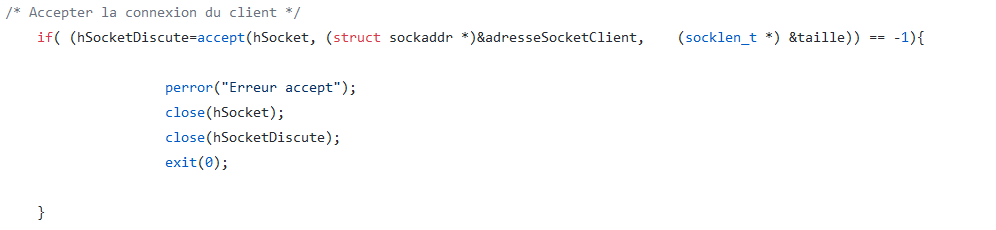 /* Accepter la connexion du client */
if( (hSocketDiscute=accept(hSocket, (struct sockaddr *)&adresseSocketClient,    (socklen_t *) &taille)) == -1){
perror("Erreur accept");
close(hSocket);
close(hSocketDiscute);
exit(0);
}